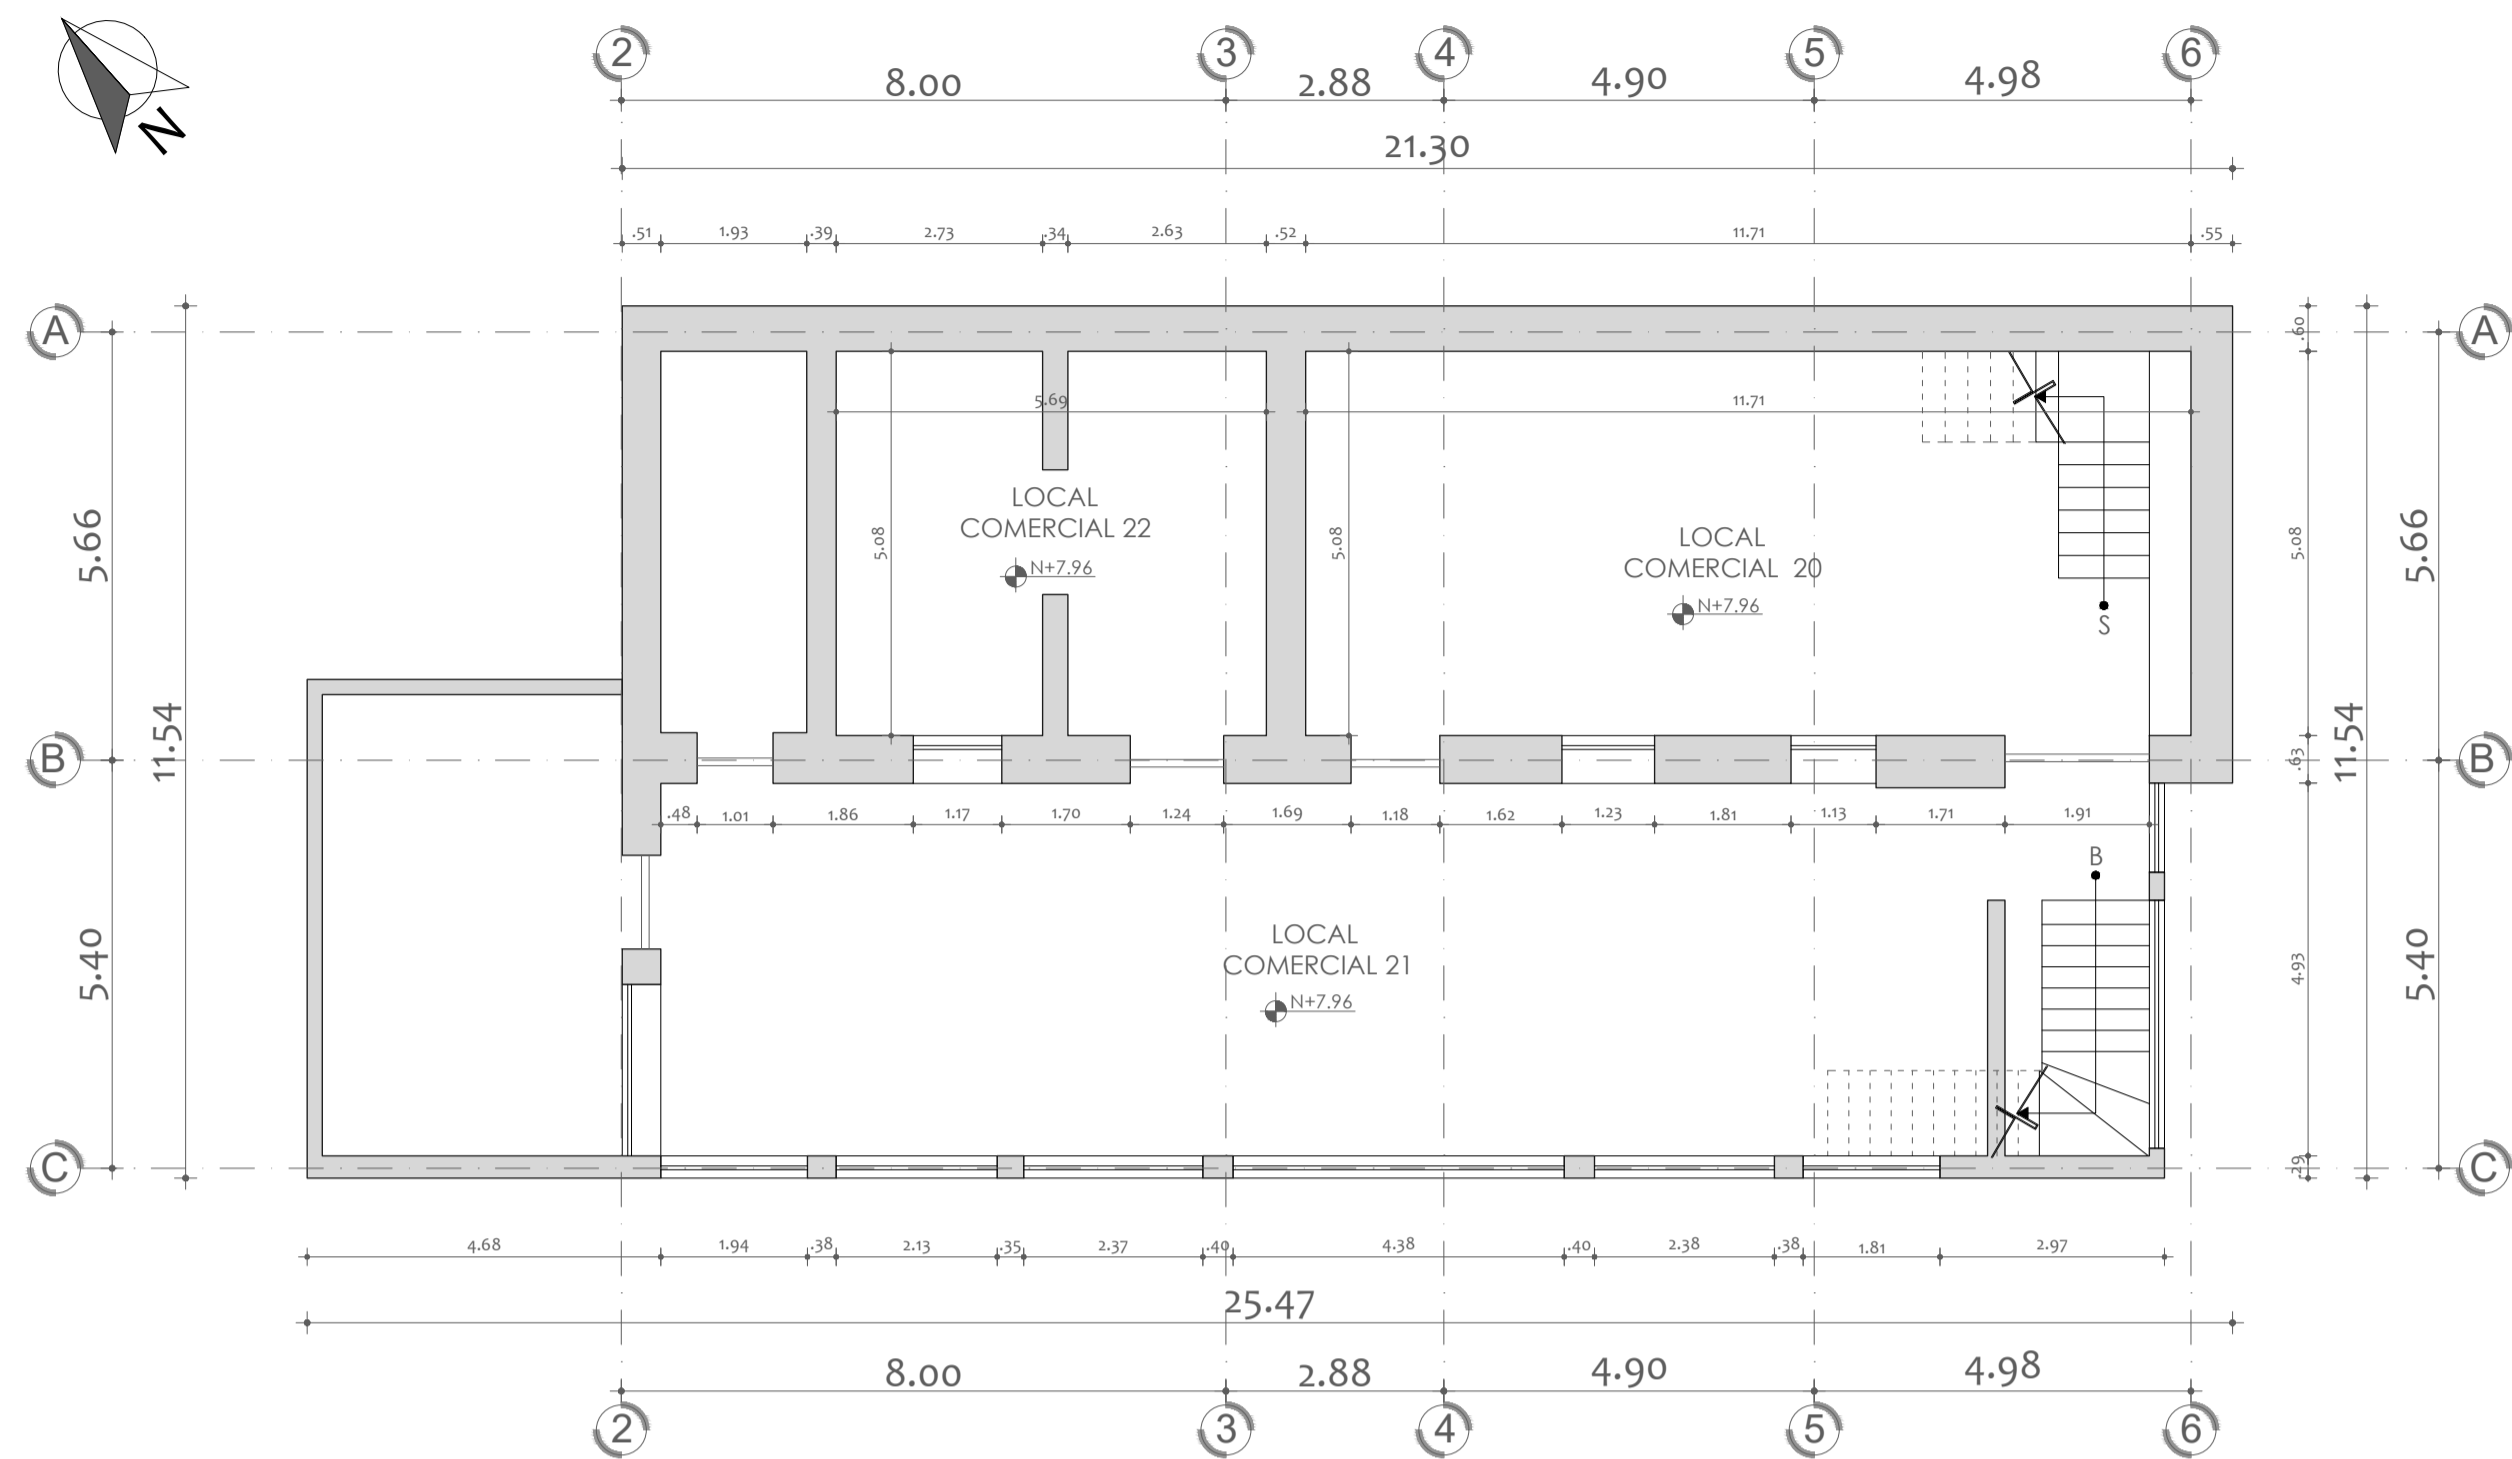 N
2 3 4 5 6
8.00 2.88 4.90 4.98
21.30
.51 1.93 .39 2.73 .34 2.63 .52 11.71 .55
A A
.60
5.69 11.71
LOCAL
COMERCIAL 22
N+7.96
LOCAL
COMERCIAL 20
N+7.96
S
5.66 5.08 5.08 5.08 5.66
11.54 11.54
B B
.63
.48 1.01 1.86 1.17 1.70 1.24 1.69 1.18 1.62 1.23 1.81 1.13 1.71 1.91
B
LOCAL
COMERCIAL 21
N+7.96
5.40 4.93 5.40
C C
.29
4.68 1.94 .38 2.13 .35 2.37 .40 4.38 .40 2.38 .38 1.81 2.97
25.47
8.00 2.88 4.90 4.98
2 3 4 5 6